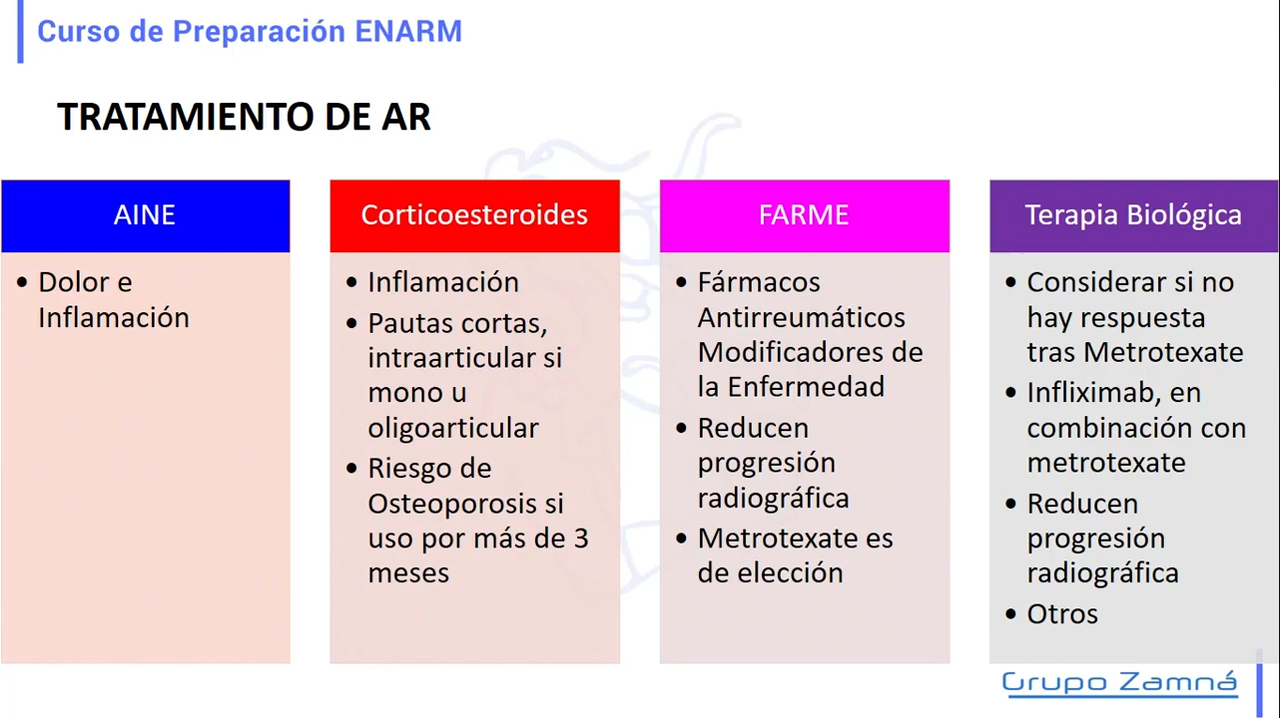 Curso de Preparación ENARM
TRATAMIENTO DE AR
AINE
• Dolor e
Inflamación
Corticoesteroides
• Inflamación
• Pautas cortas,
intraarticular si
mono u
oligoarticular
• Riesgo de
Osteoporosis si
uso por más de 3
meses
FARME
• Fármacos
Antirreumáticos
Modificadores de
la Enfermedad
• Reducen
progresión
radiográfica
• Metrotexate es
de elección
Terapia Biológica
• Considerar si no
hay respuesta
tras Metrotexate
• Infliximab, en
combinación con
metrotexate
• Reducen
progresión
radiográfica
• Otros
Grupo Zamná